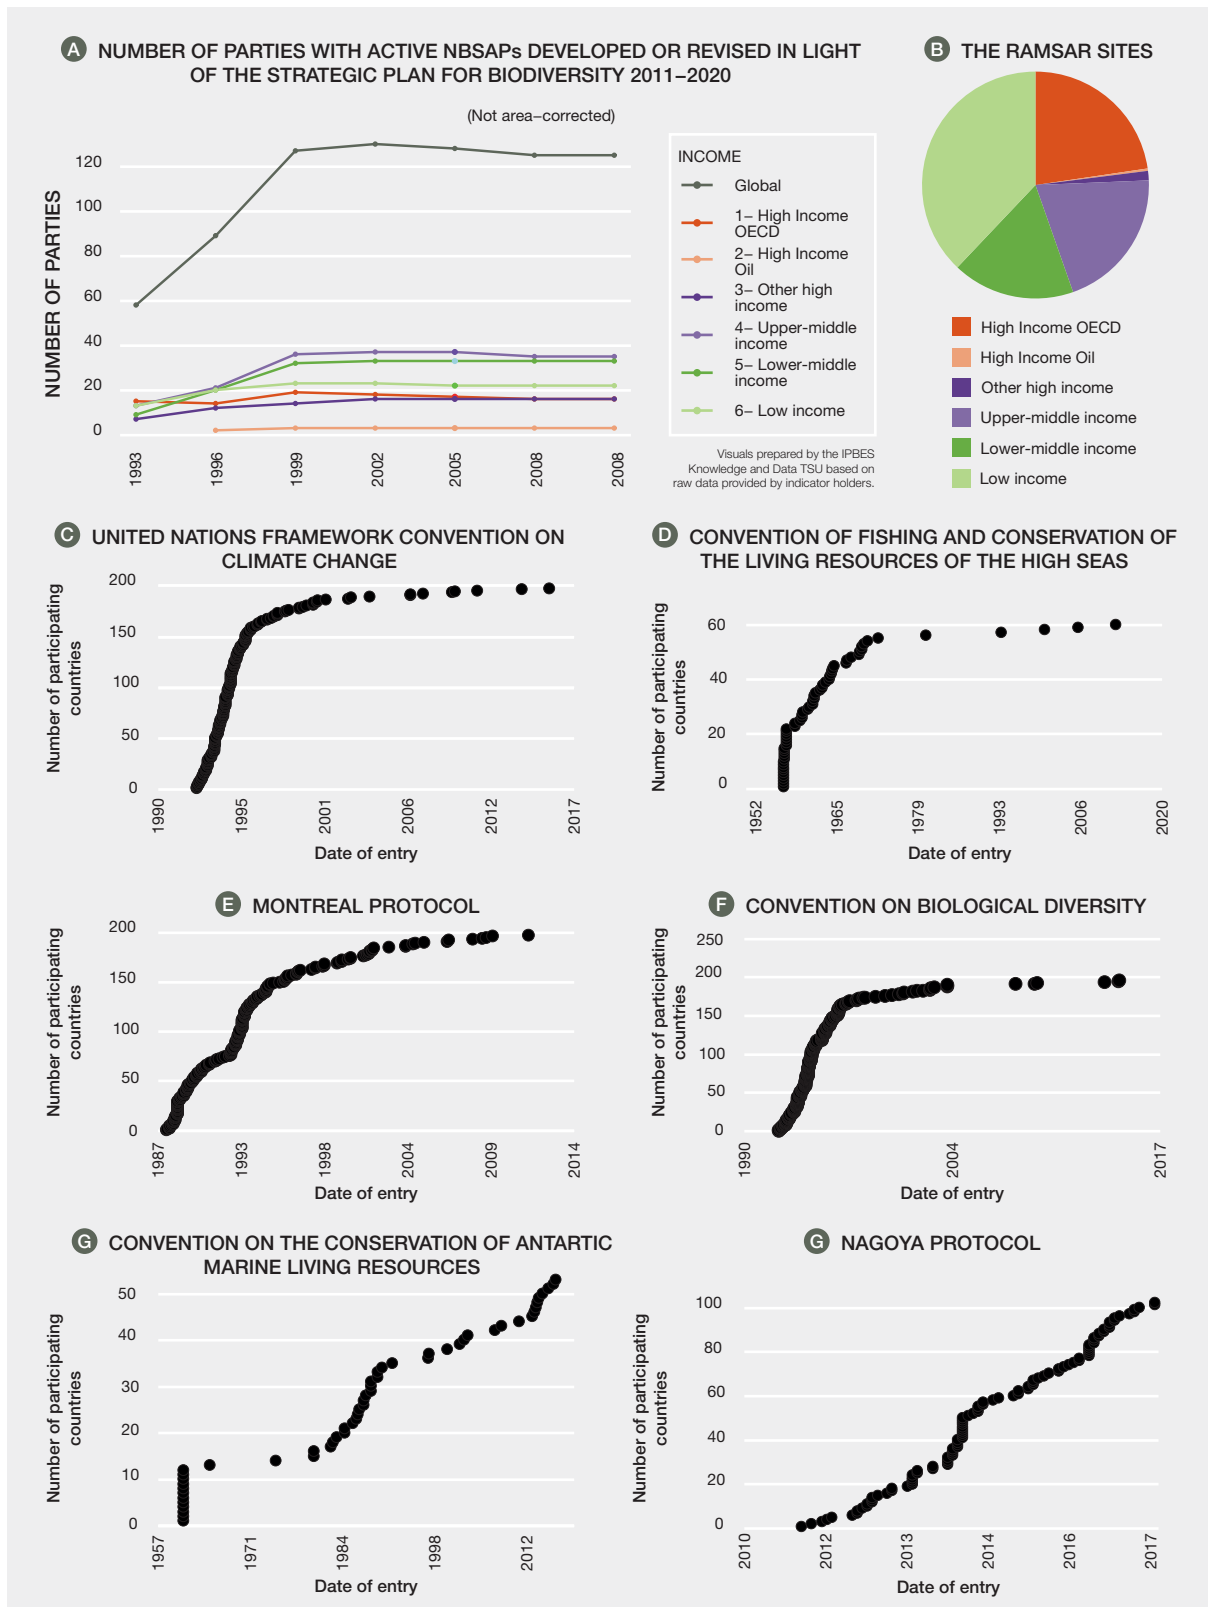 A NUMBER OF PARTIES WITH ACTIVE NBSAPs DEVELOPED OR REVISED IN LIGHT
OF THE STRATEGIC PLAN FOR BIODIVERSITY 2011–2020
(Not area–corrected)
NUMBER OF PARTIES
120
100
80
60
40
20
0
1993
1996
1999
2002
2005
2008
2008
INCOME
Global
1– High Income
OECD
2– High Income
Oil
3– Other high
income
4– Upper-middle
income
5– Lower-middle
income
6– Low income
Visuals prepared by the IPBES
Knowledge and Data TSU based on
raw data provided by indicator holders.
B THE RAMSAR SITES
High Income OECD
High Income Oil
Other high income
Upper-middle income
Lower-middle income
Low income
C UNITED NATIONS FRAMEWORK CONVENTION ON
CLIMATE CHANGE
Number of participating
countries
200
150
100
50
0
1990
1995
2001
2006
2012
2017
Date of entry
D CONVENTION OF FISHING AND CONSERVATION OF
THE LIVING RESOURCES OF THE HIGH SEAS
Number of participating
countries
60
40
20
0
1952
1965
1979
1993
2006
2020
Date of entry
E MONTREAL PROTOCOL
Number of participating
countries
200
150
100
50
0
1987
1993
1998
2004
2009
2014
Date of entry
F CONVENTION ON BIOLOGICAL DIVERSITY
Number of participating
countries
250
200
150
100
50
0
1990
2004
2017
Date of entry
G CONVENTION ON THE CONSERVATION OF ANTARTIC
MARINE LIVING RESOURCES
Number of participating
countries
50
40
30
20
10
0
1957
1971
1984
1998
2012
Date of entry
G NAGOYA PROTOCOL
Number of participating
countries
100
80
60
40
20
0
2010
2012
2013
2014
2016
2017
Date of entry